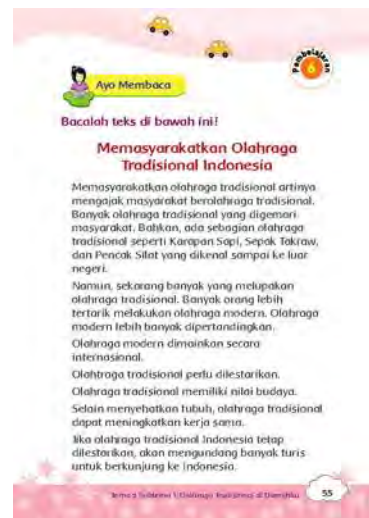 Pembelajaran
6
Ayo Membaca
Bacalah teks di bawah ini!
Memasyarakatkan Olahraga
Tradisional Indonesia
Memasyarakatkan olahraga tradisional artinya
mengajak masyarakat berolahraga tradisional.
Banyak olahraga tradisional yang digemari
masyarakat. Bahkan, ada sebagian olahraga
tradisional seperti Karapan Sapi, Sepak Takraw,
dan Pencak Silat yang dikenal sampai ke luar
negeri.
Namun, sekarang banyak yang melupakan
olahraga tradisional. Banyak orang lebih
tertarik melakukan olahraga modern. Olahraga
modern lebih banyak dipertandingkan.
Olahraga modern dimainkan secara
internasional.
Olahtraga tradisional perlu dilestarikan.
Olahraga tradisional memiliki nilai budaya.
Selain menyehatkan tubuh, olahraga tradisional
dapat meningkatkan kerja sama.
Jika olahraga tradisional Indonesia tetap
dilestarikan, akan mengundang banyak turis
untuk berkunjung ke Indonesia.
55